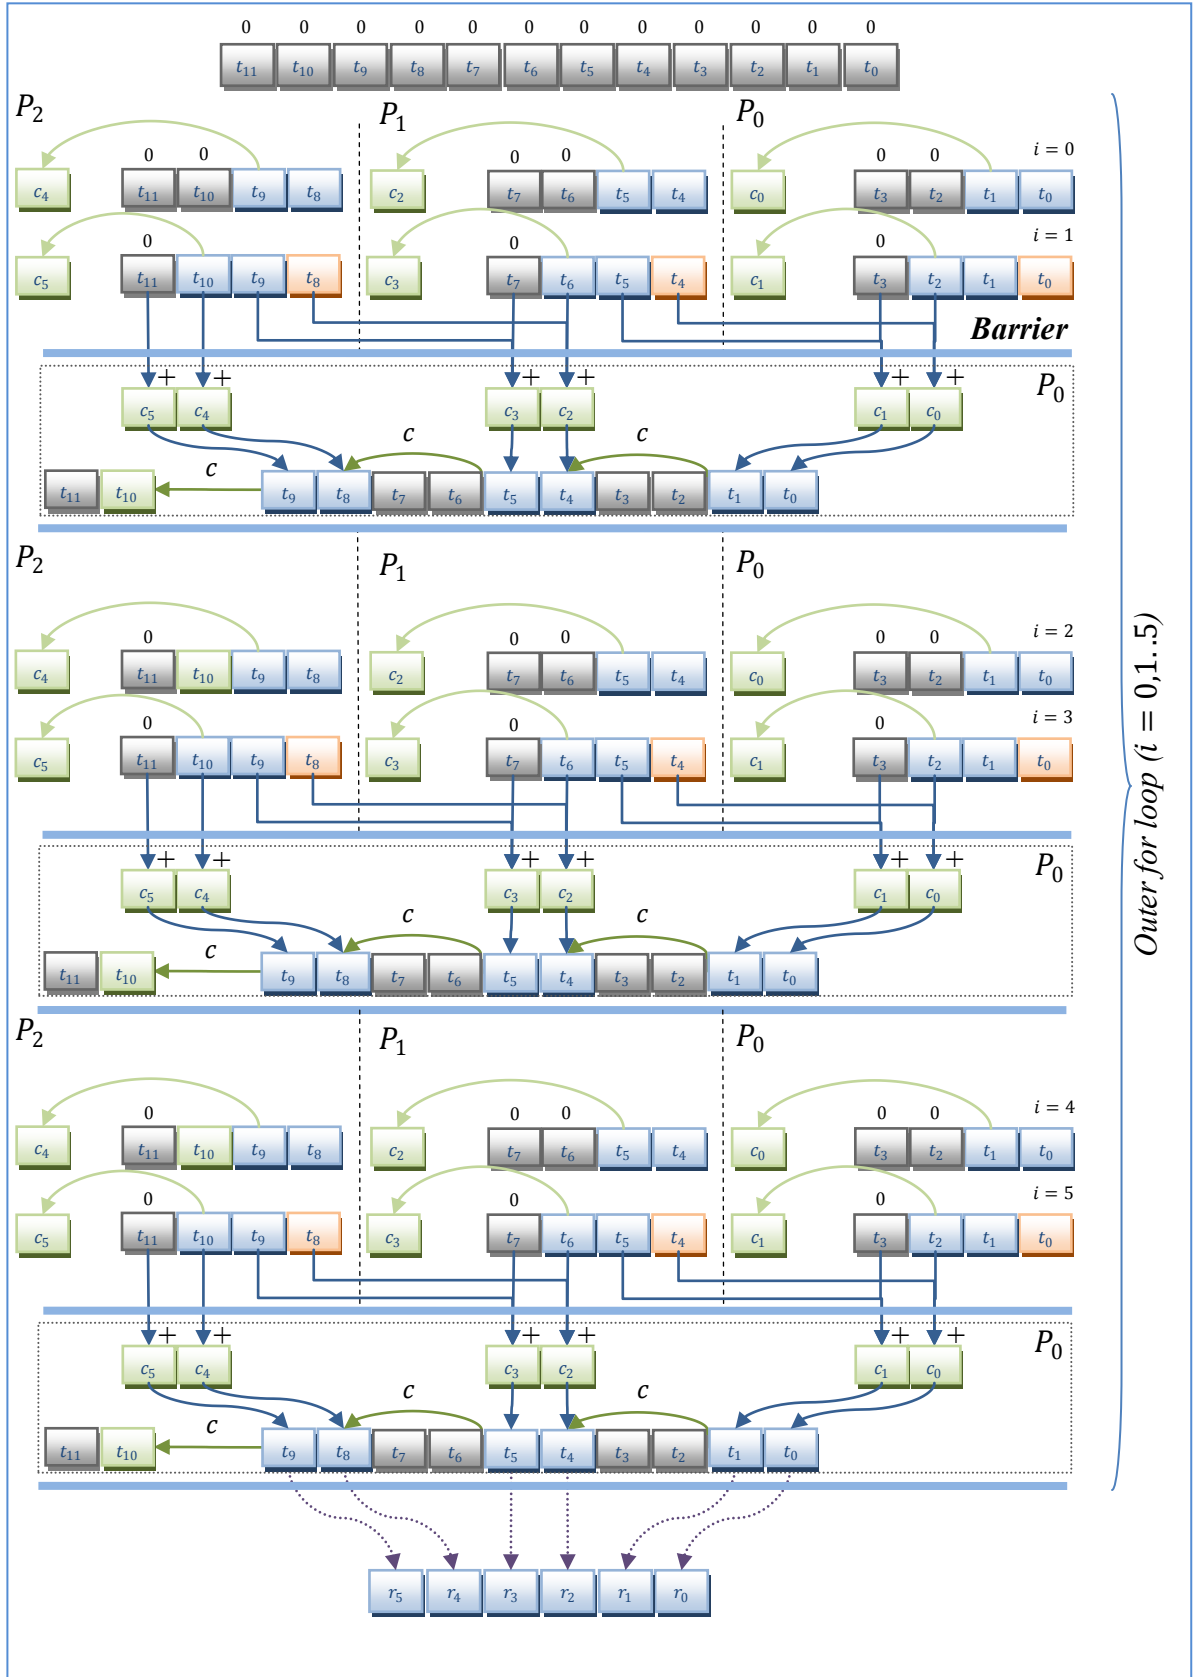 0 0 0 0 0 0 0 0 0 0 0 0
t11 t10 t9 t8 t7 t6 t5 t4 t3 t2 t1 t0
P2 P1 P0
0 0 0 0 0 0 i = 0
c4 t11 t10 t9 t8 c2 t7 t6 t5 t4 c0 t3 t2 t1 t0
0 0 0 i = 1
c5 t11 t10 t9 t8 c3 t7 t6 t5 t4 c1 t3 t2 t1 t0
Barrier
+ + + + + + P0
c5 c4 c3 c2 c1 c0
c c c
t11 t10 t9 t8 t7 t6 t5 t4 t3 t2 t1 t0
P2 P1 P0
0 0 0 0 0 i = 2
c4 t11 t10 t9 t8 c2 t7 t6 t5 t4 c0 t3 t2 t1 t0
0 0 0 i = 3
c5 t11 t10 t9 t8 c3 t7 t6 t5 t4 c1 t3 t2 t1 t0
+ + + + + + P0
c5 c4 c3 c2 c1 c0
c c c
t11 t10 t9 t8 t7 t6 t5 t4 t3 t2 t1 t0
P2 P1 P0
0 0 0 0 0 i = 4
c4 t11 t10 t9 t8 c2 t7 t6 t5 t4 c0 t3 t2 t1 t0
0 0 0 i = 5
c5 t11 t10 t9 t8 c3 t7 t6 t5 t4 c1 t3 t2 t1 t0
+ + + + + + P0
c5 c4 c3 c2 c1 c0
c c c
t11 t10 t9 t8 t7 t6 t5 t4 t3 t2 t1 t0
r5 r4 r3 r2 r1 r0
Outer for loop (i = 0,1..5)